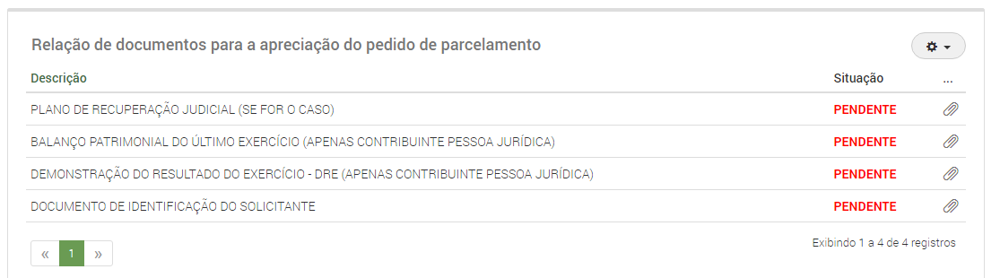 Relação de documentos para a apreciação do pedido de parcelamento
Descrição Situação ...
PLANO DE RECUPERAÇÃO JUDICIAL (SE FOR O CASO) PENDENTE
BALANÇO PATRIMONIAL DO ÚLTIMO EXERCÍCIO (APENAS CONTRIBUINTE PESSOA JURÍDICA) PENDENTE
DEMONSTRAÇÃO DO RESULTADO DO EXERCÍCIO - DRE (APENAS CONTRIBUINTE PESSOA JURÍDICA) PENDENTE
DOCUMENTO DE IDENTIFICAÇÃO DO SOLICITANTE PENDENTE
« 1 » Exibindo 1 a 4 de 4 registros